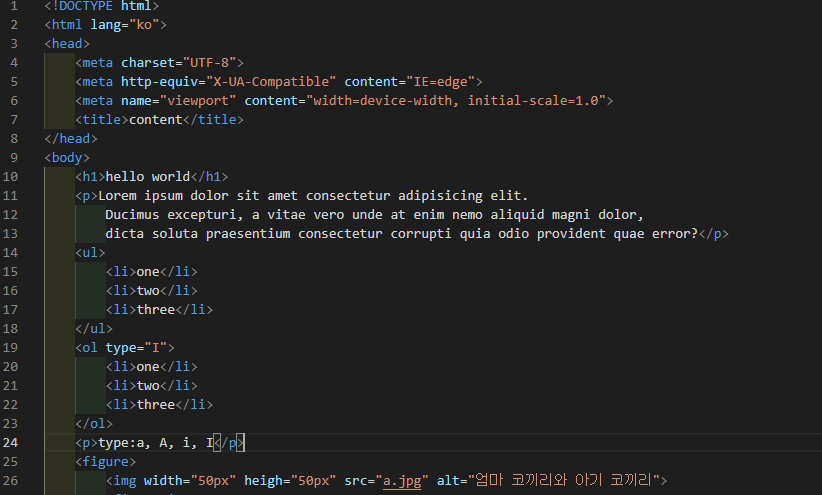 1 <!DOCTYPE html>
2 <html lang="ko">
3 <head>
4 <meta charset="UTF-8">
5 <meta http-equiv="X-UA-Compatible" content="IE=edge">
6 <meta name="viewport" content="width=device-width, initial-scale=1.0">
7 <title>content</title>
8 </head>
9 <body>
10 <h1>hello world</h1>
11 <p>Lorem ipsum dolor sit amet consectetur adipisicing elit.
12 Ducimus excepturi, a vitae vero unde at enim nemo aliquid magni dolor,
13 dicta soluta praesentium consectetur corrupti quia odio provident quae error?</p>
14 <ul>
15 <li>one</li>
16 <li>two</li>
17 <li>three</li>
18 </ul>
19 <ol type="I">
20 <li>one</li>
21 <li>two</li>
22 <li>three</li>
23 </ol>
24 <p>type:a, A, i, I</p>
25 <figure>
26 <img width="50px" heigh="50px" src="a.jpg" alt="엄마 코끼리와 아기 코끼리">